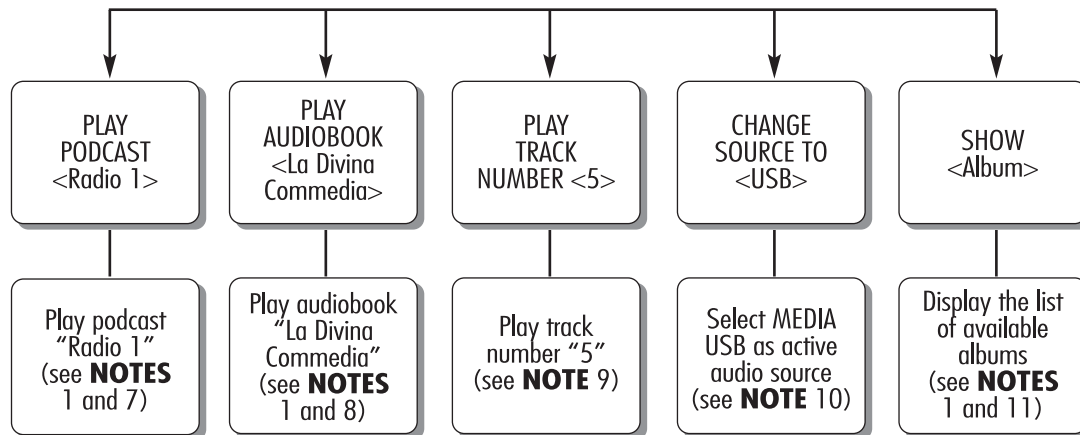 PLAY
PODCAST
<Radio 1>
PLAY
AUDIOBOOK
<La Divina
Commedia>
PLAY
TRACK
NUMBER <5>
CHANGE
SOURCE TO
<USB>
SHOW
<Album>
Play podcast
“Radio 1”
(see NOTES
1 and 7)
Play audiobook
“La Divina
Commedia”
(see NOTES
1 and 8)
Play track
number “5”
(see NOTE 9)
Select MEDIA
USB as active
audio source
(see NOTE 10)
Display the list
of available
albums
(see NOTES
1 and 11)